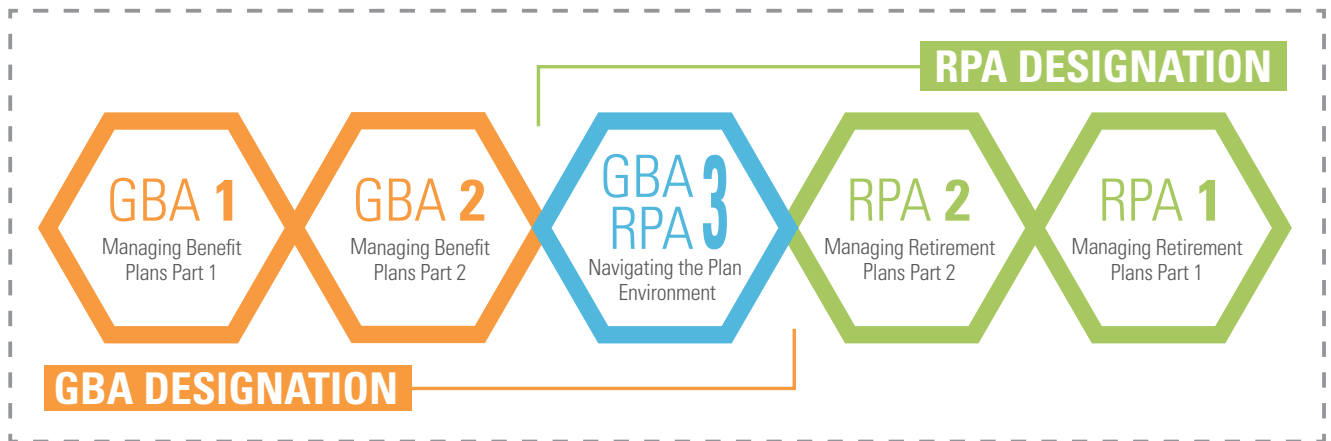 RPA DESIGNATION
GBA 1
Managing Benefit
Plans Part 1
GBA 2
Managing Benefit
Plans Part 2
GBA
RPA 3
Navigating the Plan
Environment
RPA 2
Managing Retirement
Plans Part 2
RPA 1
Managing Retirement
Plans Part 1
GBA DESIGNATION